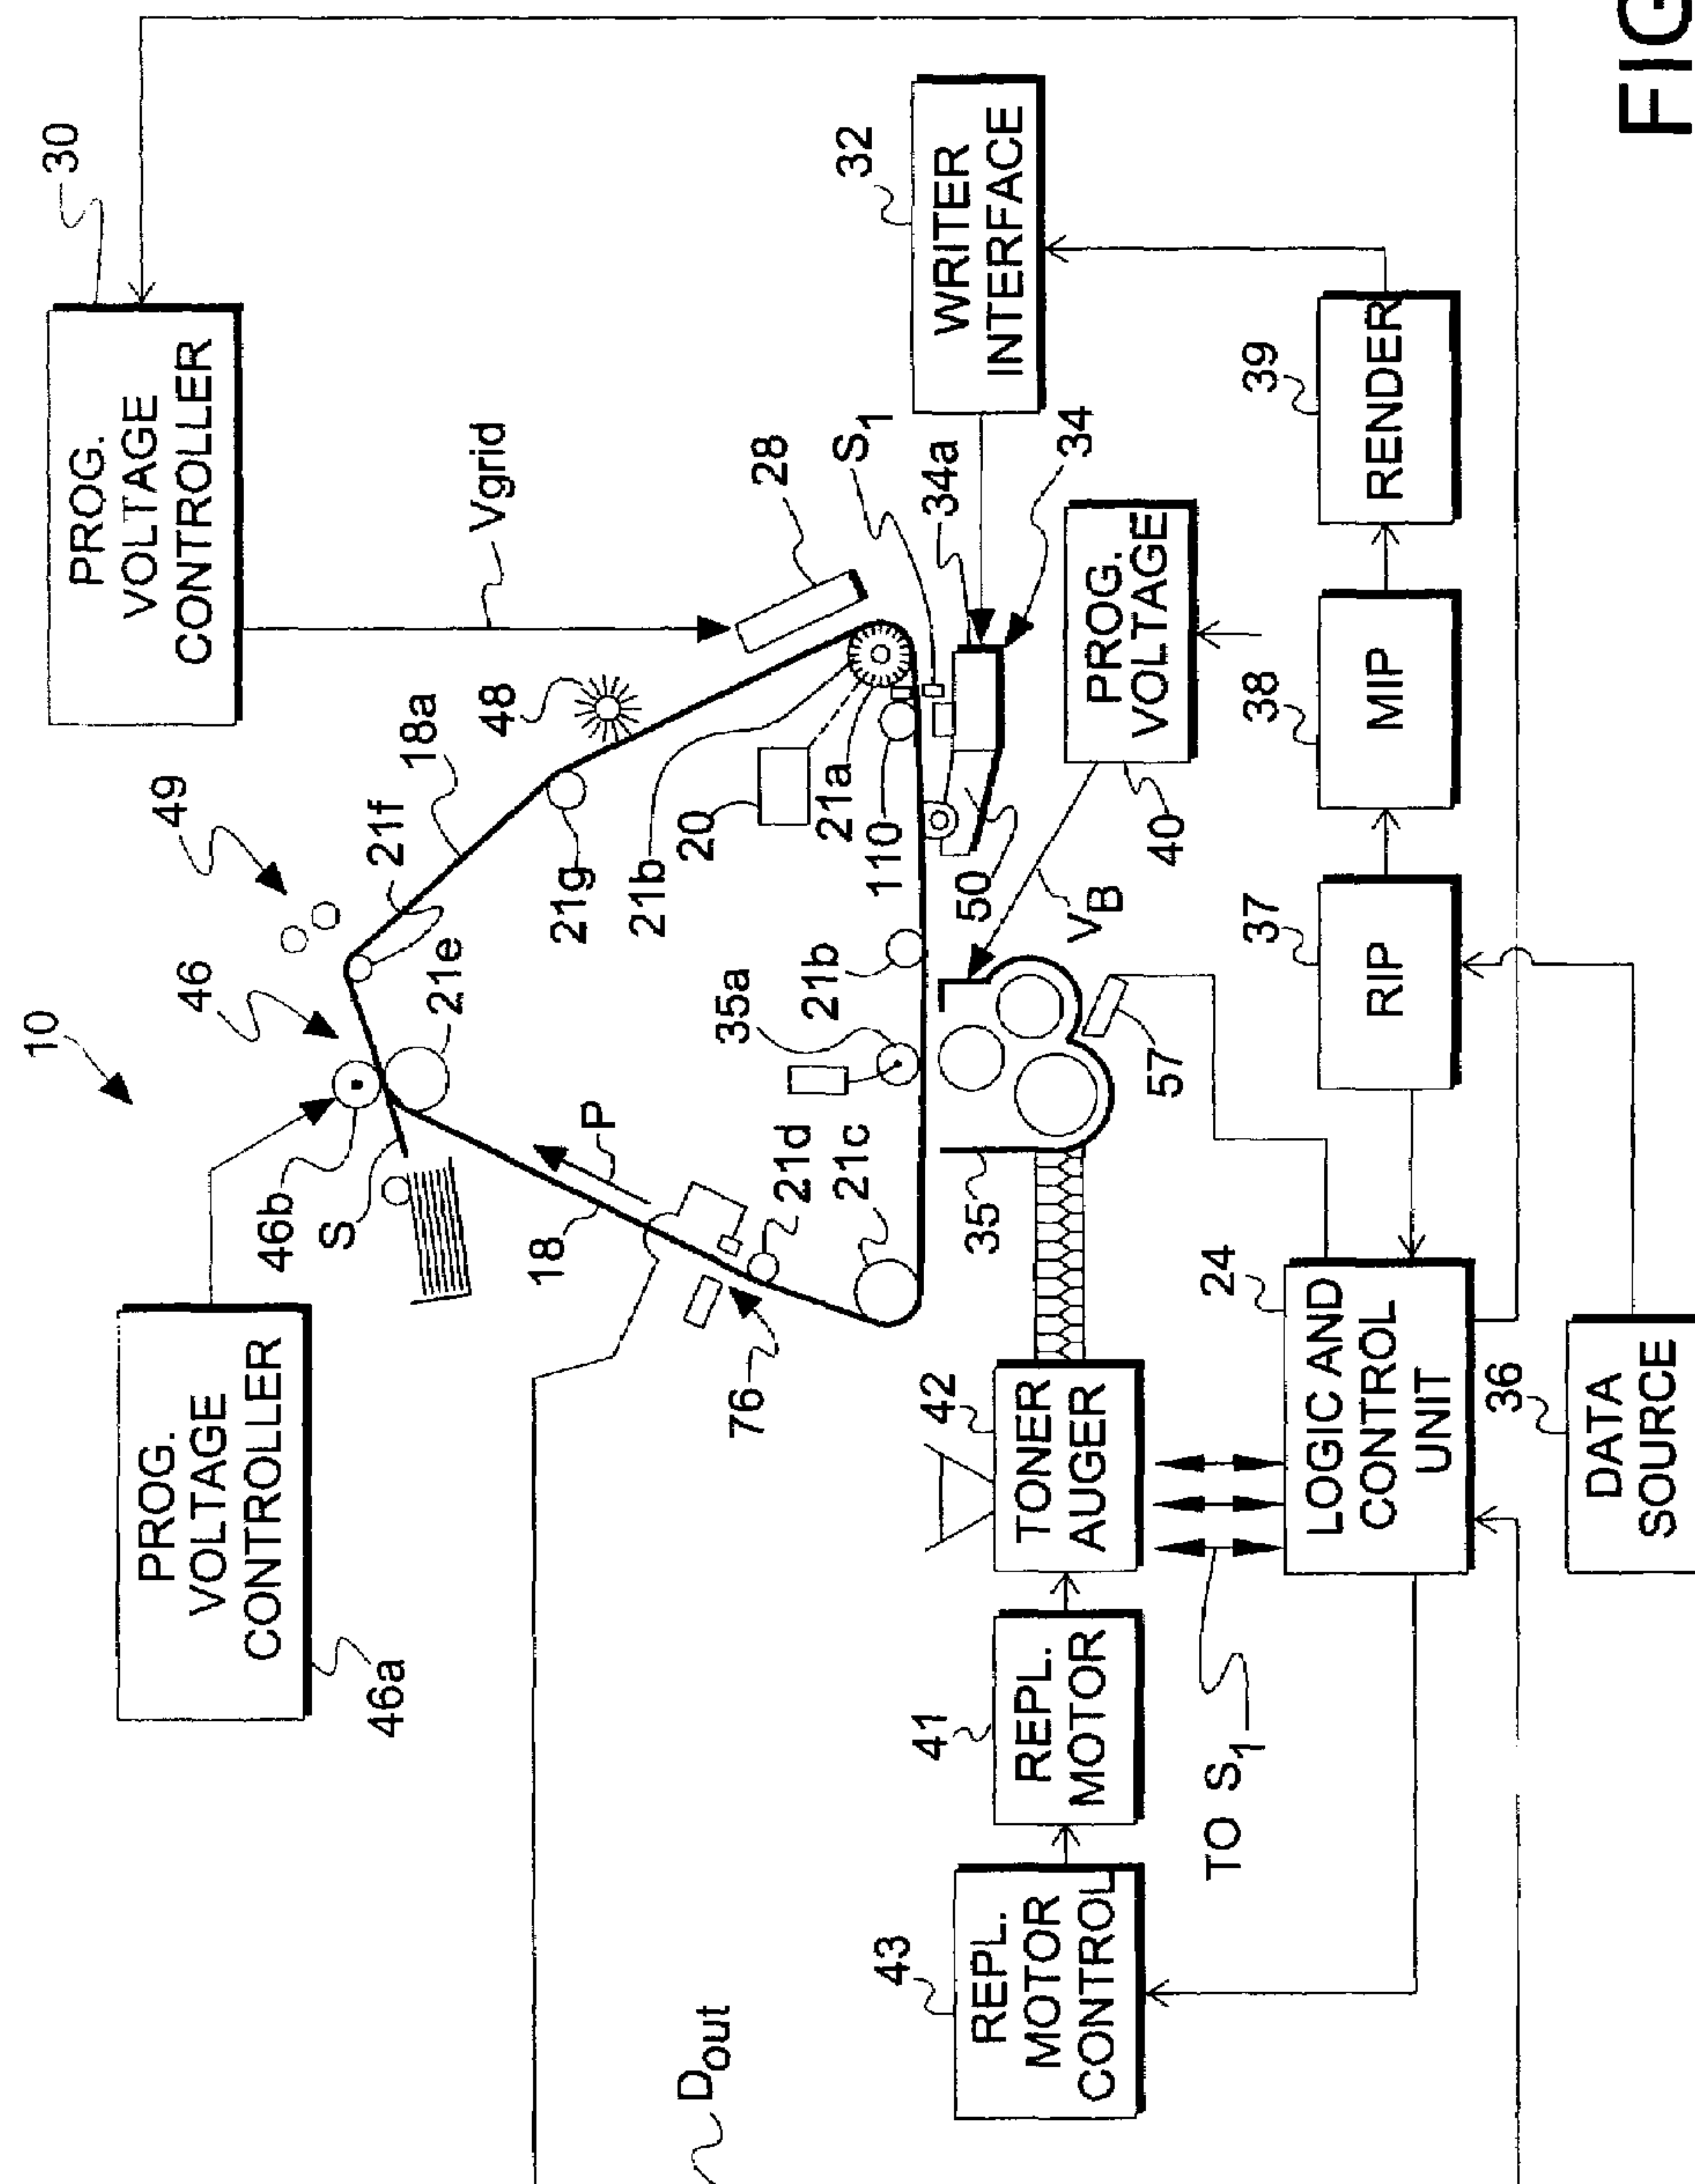 10
PROG.
VOLTAGE
CONTROLLER
46a
46b
46
49
S
18
P
21e
21f
18a
21g
48
PROG.
VOLTAGE
CONTROLLER
30
Vgrid
28
20
21b
21a
110
S1
34a
34
WRITER
INTERFACE
32
Dout
76
21d
21c
35a
21b
50
VB
PROG.
VOLTAGE
40
35
57
43
REPL.
MOTOR
CONTROL
41
REPL.
MOTOR
42
TONER
AUGER
TO S1
24
LOGIC AND
CONTROL
UNIT
37
RIP
38
MIP
39
RENDER
36
DATA
SOURCE
FIG